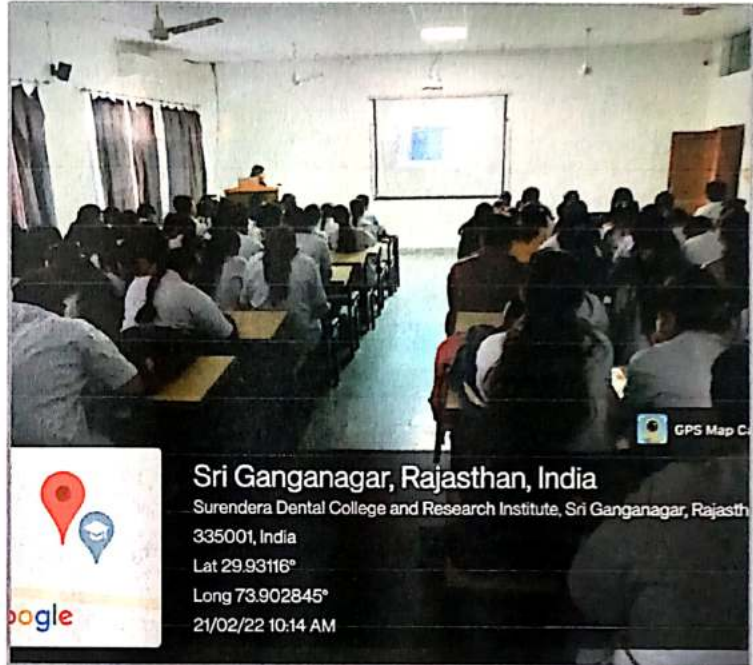 GPS Map Ca
Sri Ganganagar, Rajasthan, India
Surendera Dental College and Research Institute, Sri Ganganagar, Rajasth
335001, India
Lat 29.93116°
Long 73.902845°
21/02/22 10:14 AM
oogle